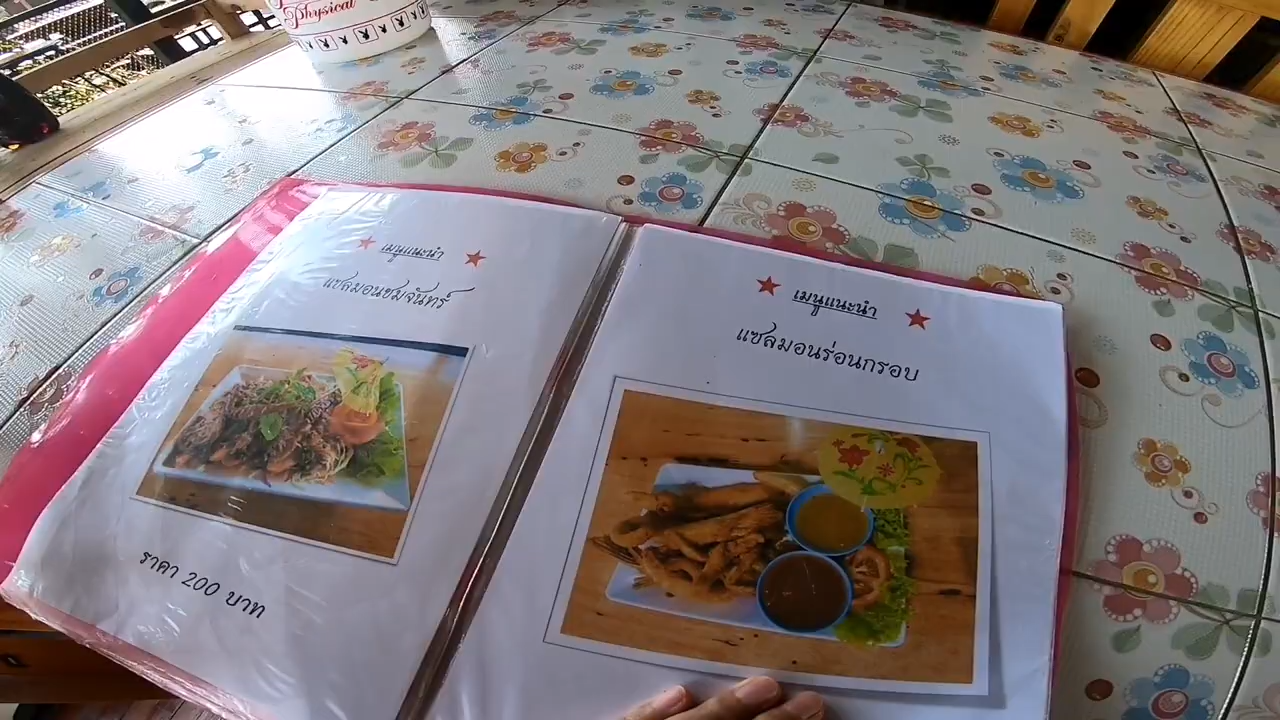 Physical
เมนูแนะนำ
แซลมอนชมจันทร์
ราคา 200 บาท
เมนูแนะนำ
แซลมอนร่อนกรอบ